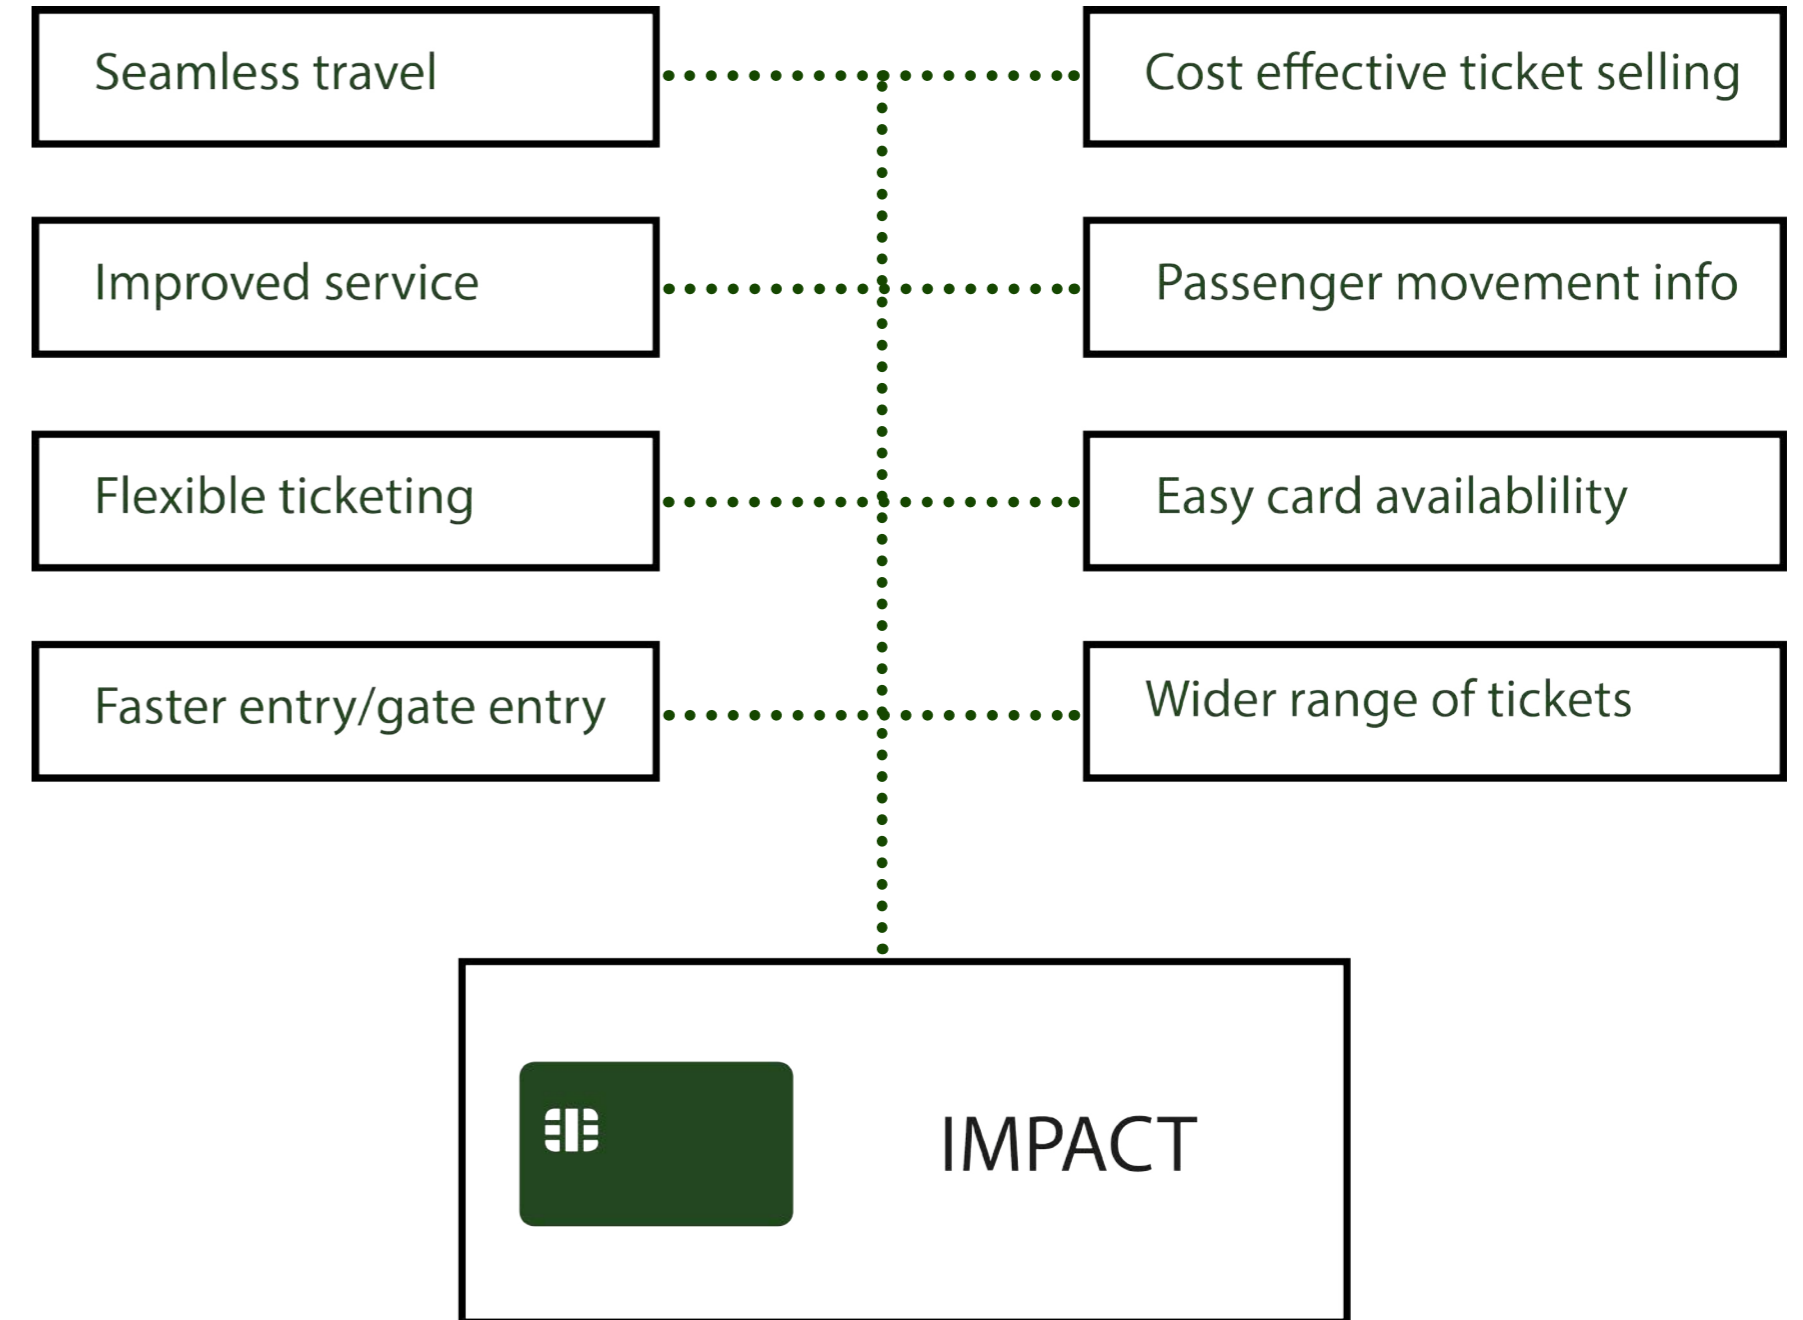 Seamless travel
Cost effective ticket selling
Improved service
Passenger movement info
Flexible ticketing
Easy card availablility
Faster entry/gate entry
Wider range of tickets
IMPACT